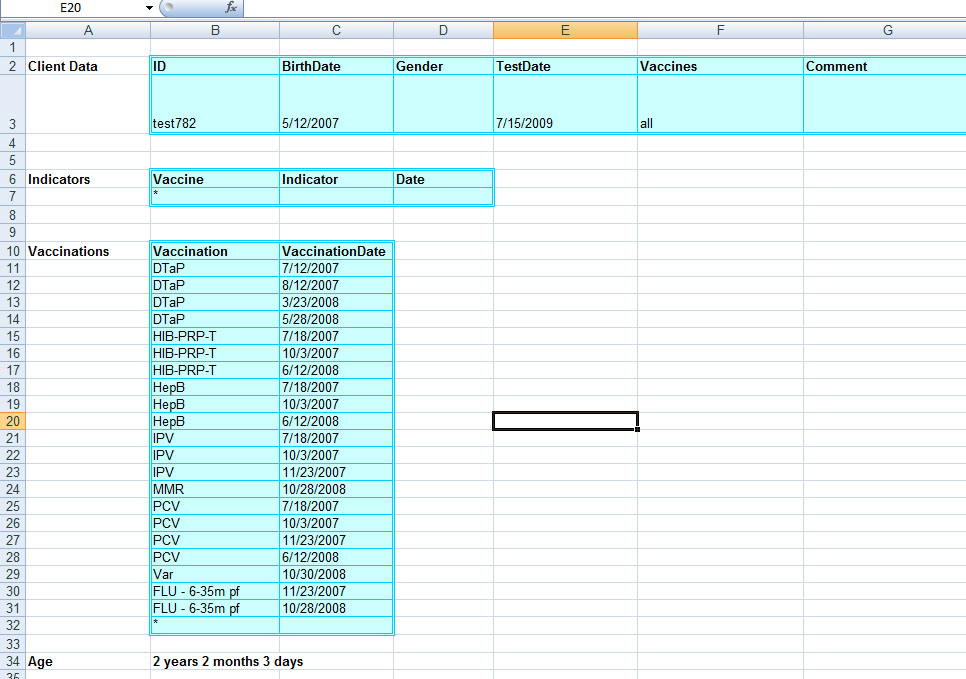 E20 fx
A B C D E F G
1
2 Client Data ID BirthDate Gender TestDate Vaccines Comment
3 test782 5/12/2007 7/15/2009 all
4
5
6 Indicators Vaccine Indicator Date
7 *
8
9
10 Vaccinations Vaccination VaccinationDate
11 DTaP 7/12/2007
12 DTaP 8/12/2007
13 DTaP 3/23/2008
14 DTaP 5/28/2008
15 HIB-PRP-T 7/18/2007
16 HIB-PRP-T 10/3/2007
17 HIB-PRP-T 6/12/2008
18 HepB 7/18/2007
19 HepB 10/3/2007
20 HepB 6/12/2008
21 IPV 7/18/2007
22 IPV 10/3/2007
23 IPV 11/23/2007
24 MMR 10/28/2008
25 PCV 7/18/2007
26 PCV 10/3/2007
27 PCV 11/23/2007
28 PCV 6/12/2008
29 Var 10/30/2008
30 FLU - 6-35m pf 11/23/2007
31 FLU - 6-35m pf 10/28/2008
32 *
33
34 Age 2 years 2 months 3 days
35